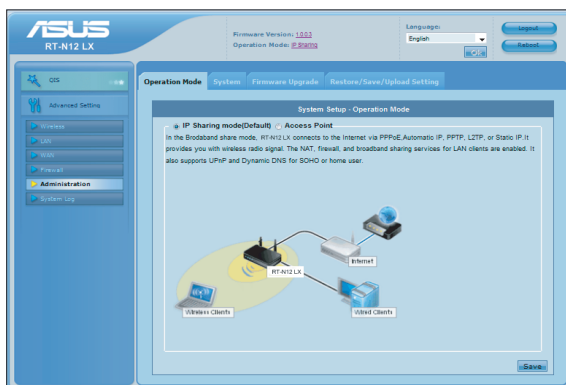 ASUS
RT-N12 LX
Firmware Version: 1.0.0.3
Operation Mode: IP Sharing
Language:
English
Logout
Reboot
Advanced Setting
Wireless
LAN
WAN
Firewall
Administration
System Log
Operation Mode
System
Firmware Upgrade
Restore/Save/Upload Setting
System Setup - Operation Mode
IP Sharing mode(Default) Access Point
In the Brodaband share mode, RT-N12 LX connects to the Internet via PPPoE,Automatic IP, PPTP, L2TP, or Static IP.It
provides you with wireless radio signal. The NAT, firewall, and broadband sharing services for LAN clients are enabled. It
also supports UPnP and Dynamic DNS for SOHO or home user.
Internet
RT-N12 LX
Wireless Clients
Wired Clients
Save